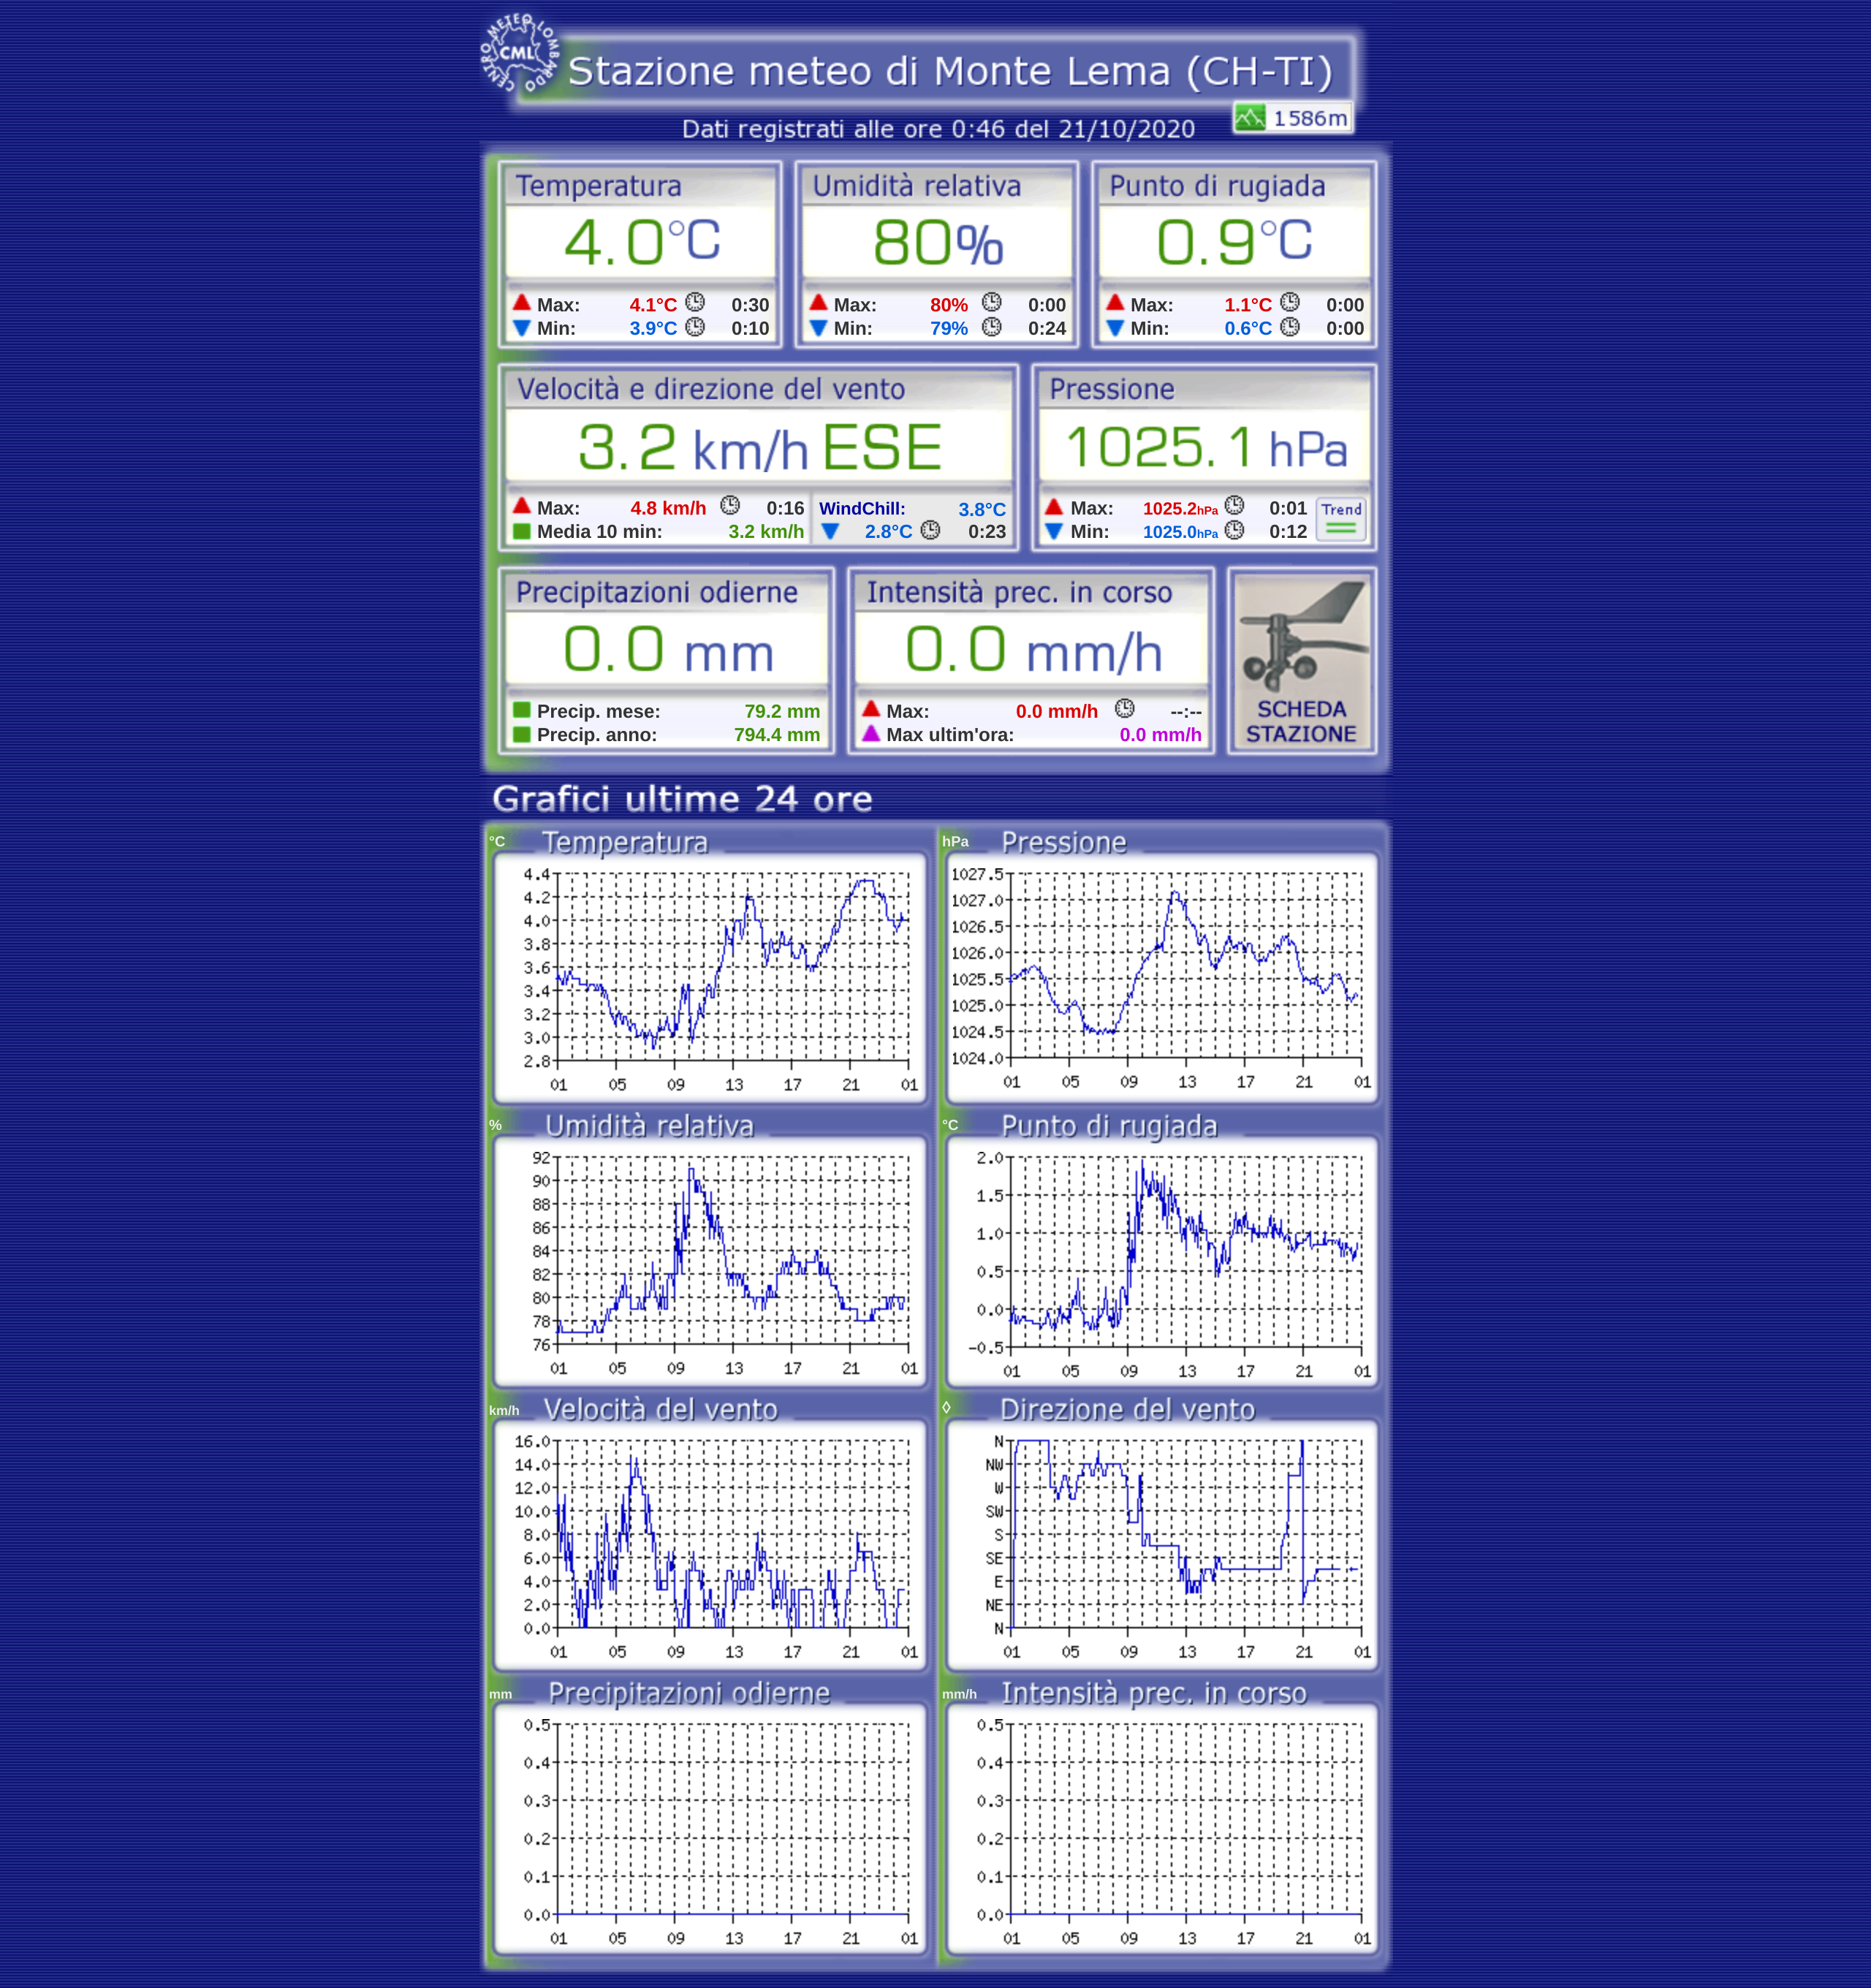 CENTRO METEO LOMBARDO
CML
Stazione meteo di Monte Lema (CH-TI)
1586m
Dati registrati alle ore 0:46 del 21/10/2020
Temperatura Umidità relativa Punto di rugiada
4.0°C 80% 0.9°C
Max: 4.1°C 0:30 Max: 80% 0:00 Max: 1.1°C 0:00
Min: 3.9°C 0:10 Min: 79% 0:24 Min: 0.6°C 0:00
Velocità e direzione del vento Pressione
3.2 km/h ESE 1025.1 hPa
Max: 4.8 km/h 0:16 WindChill: 3.8°C Max: 1025.2hPa 0:01 Trend
Media 10 min: 3.2 km/h 2.8°C 0:23 Min: 1025.0hPa 0:12
Precipitazioni odierne Intensità prec. in corso
0.0 mm 0.0 mm/h
Precip. mese: 79.2 mm Max: 0.0 mm/h --:-- SCHEDA
Precip. anno: 794.4 mm Max ultim'ora: 0.0 mm/h STAZIONE
Grafici ultime 24 ore
°C Temperatura
4.4
4.2
4.0
3.8
3.6
3.4
3.2
3.0
2.8
01 05 09 13 17 21 01
hPa Pressione
1027.5
1027.0
1026.5
1026.0
1025.5
1025.0
1024.5
1024.0
01 05 09 13 17 21 01
% Umidità relativa
92
90
88
86
84
82
80
78
76
01 05 09 13 17 21 01
°C Punto di rugiada
2.0
1.5
1.0
0.5
0.0
-0.5
01 05 09 13 17 21 01
km/h Velocità del vento
16.0
14.0
12.0
10.0
8.0
6.0
4.0
2.0
0.0
01 05 09 13 17 21 01
◊ Direzione del vento
N
NW
W
SW
S
SE
E
NE
N
01 05 09 13 17 21 01
mm Precipitazioni odierne
0.5
0.4
0.3
0.2
0.1
0.0
01 05 09 13 17 21 01
mm/h Intensità prec. in corso
0.5
0.4
0.3
0.2
0.1
0.0
01 05 09 13 17 21 01